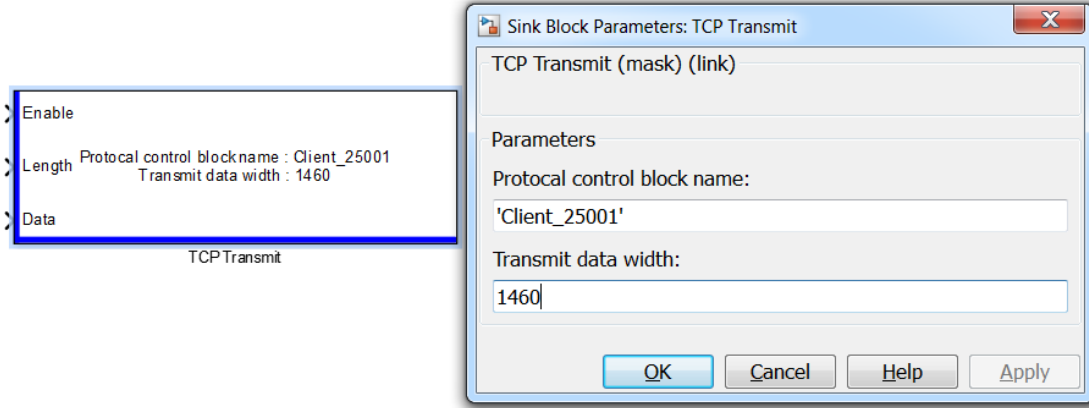 Enable
Length
Protocal control block name : Client_25001
Transmit data width : 1460
Data
TCP Transmit
Sink Block Parameters: TCP Transmit
TCP Transmit (mask) (link)
Parameters
Protocal control block name:
'Client_25001'
Transmit data width:
1460
OK
Cancel
Help
Apply